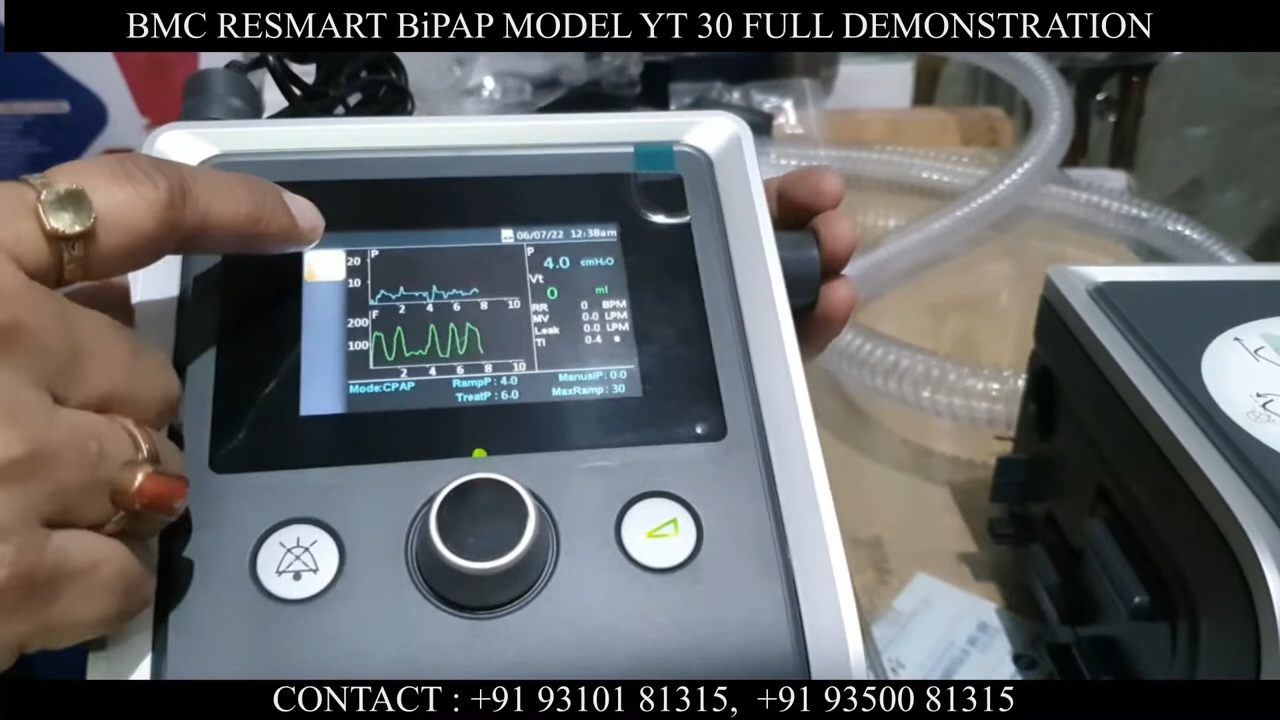 BMC RESMART BiPAP MODEL YT 30 FULL DEMONSTRATION
06/07/22 12:38am
P
20
10
2 4 6 8 10
F
200
100
2 4 6 8 10
P
4.0 cmH₂O
Vt
0 ml
RR 0 BPM
MV 0.0 LPM
Leak 0.0 LPM
TI 0.4 s
Mode:CPAP
RampP : 4.0
ManualP: 0.0
TreatP : 6.0
MaxRamp: 30
CONTACT : +91 93101 81315, +91 93500 81315